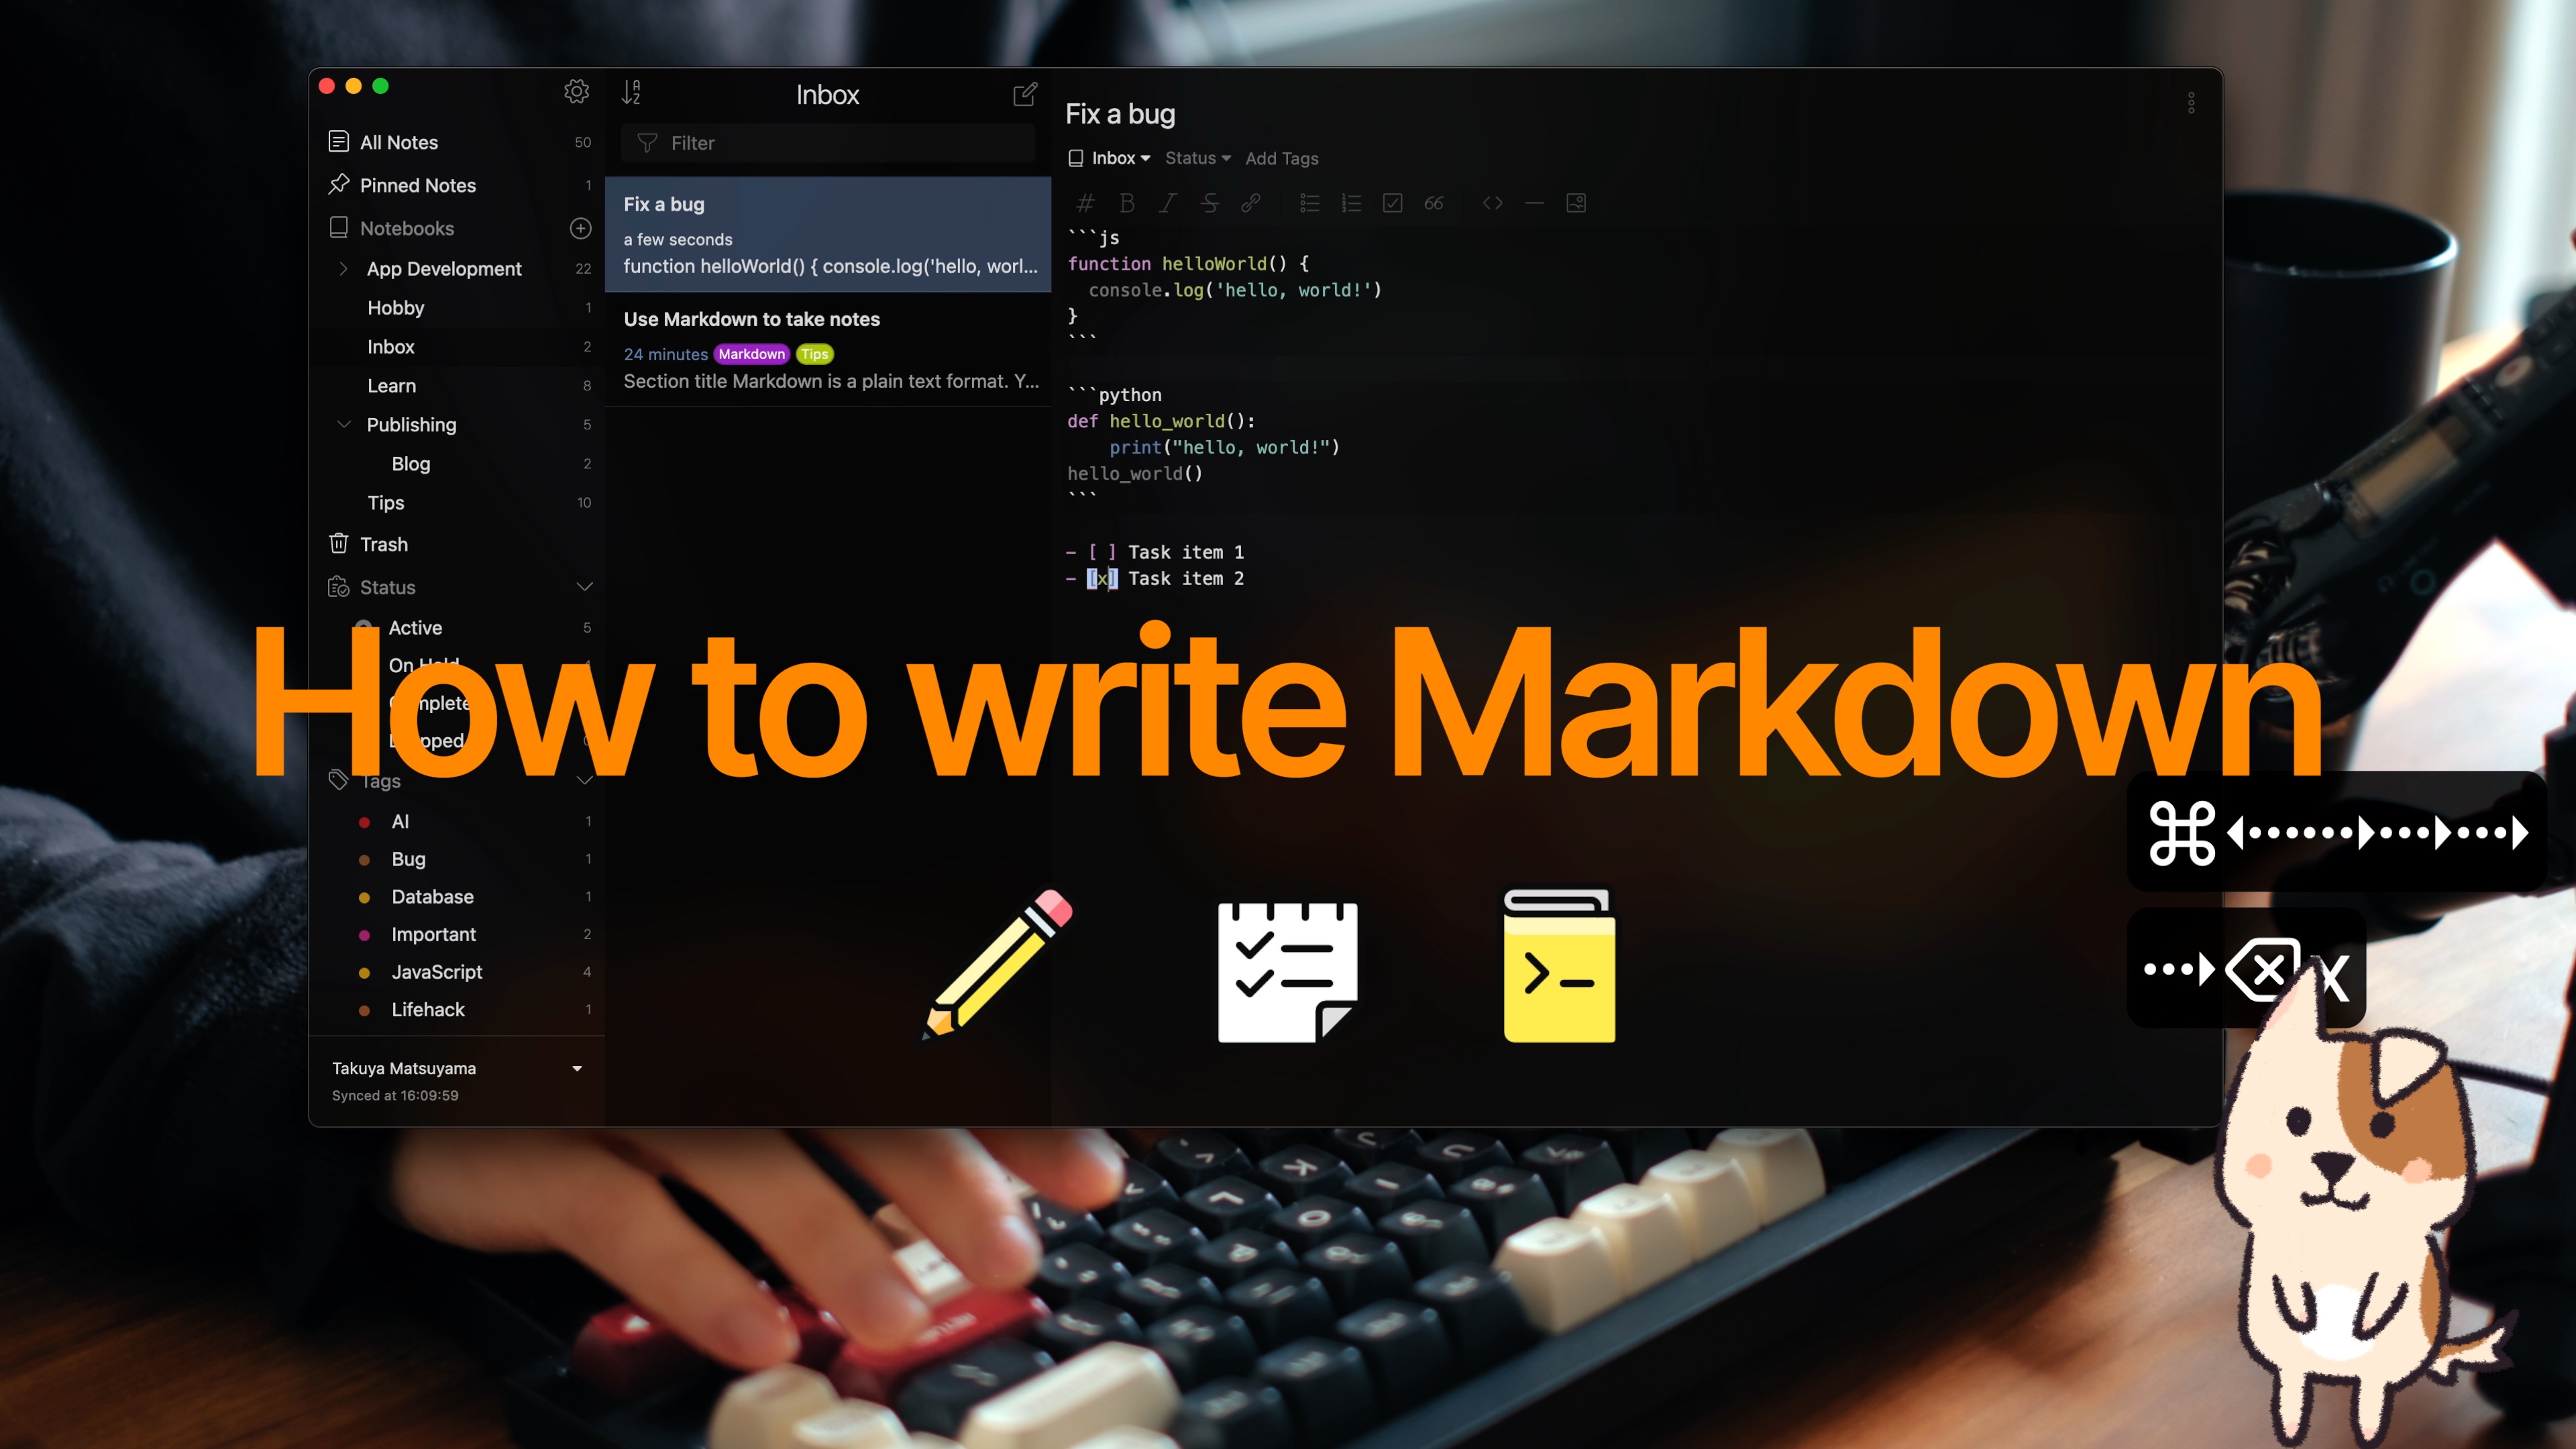 Inbox
Filter
All Notes 50
Pinned Notes 1
Notebooks
App Development 22
Hobby 1
Inbox 2
Learn 8
Publishing 5
Blog 2
Tips 10
Trash
Status
Active 5
On Hold
Tags
AI 1
Bug 1
Database 1
Important 2
JavaScript 4
Lifehack 1
Takuya Matsuyama
Synced at 16:09:59
Fix a bug
a few seconds
function helloWorld() { console.log('hello, worl...
Use Markdown to take notes
24 minutes Markdown Tips
Section title Markdown is a plain text format. Y...
Fix a bug
Inbox Status Add Tags
```js
function helloWorld() {
  console.log('hello, world!')
}
```
```python
def hello_world():
    print("hello, world!")
hello_world()
```
- [ ] Task item 1
- [x] Task item 2
How to write Markdown
x